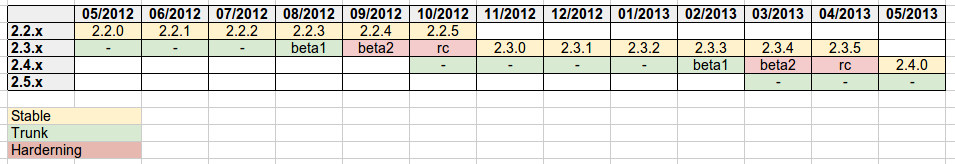 05/2012 06/2012 07/2012 08/2012 09/2012 10/2012 11/2012 12/2012 01/2013 02/2013 03/2013 04/2013 05/2013
2.2.x 2.2.0 2.2.1 2.2.2 2.2.3 2.2.4 2.2.5
2.3.x - - - beta1 beta2 rc 2.3.0 2.3.1 2.3.2 2.3.3 2.3.4 2.3.5
2.4.x - - - - beta1 beta2 rc 2.4.0
2.5.x - - -
Stable
Trunk
Harderning